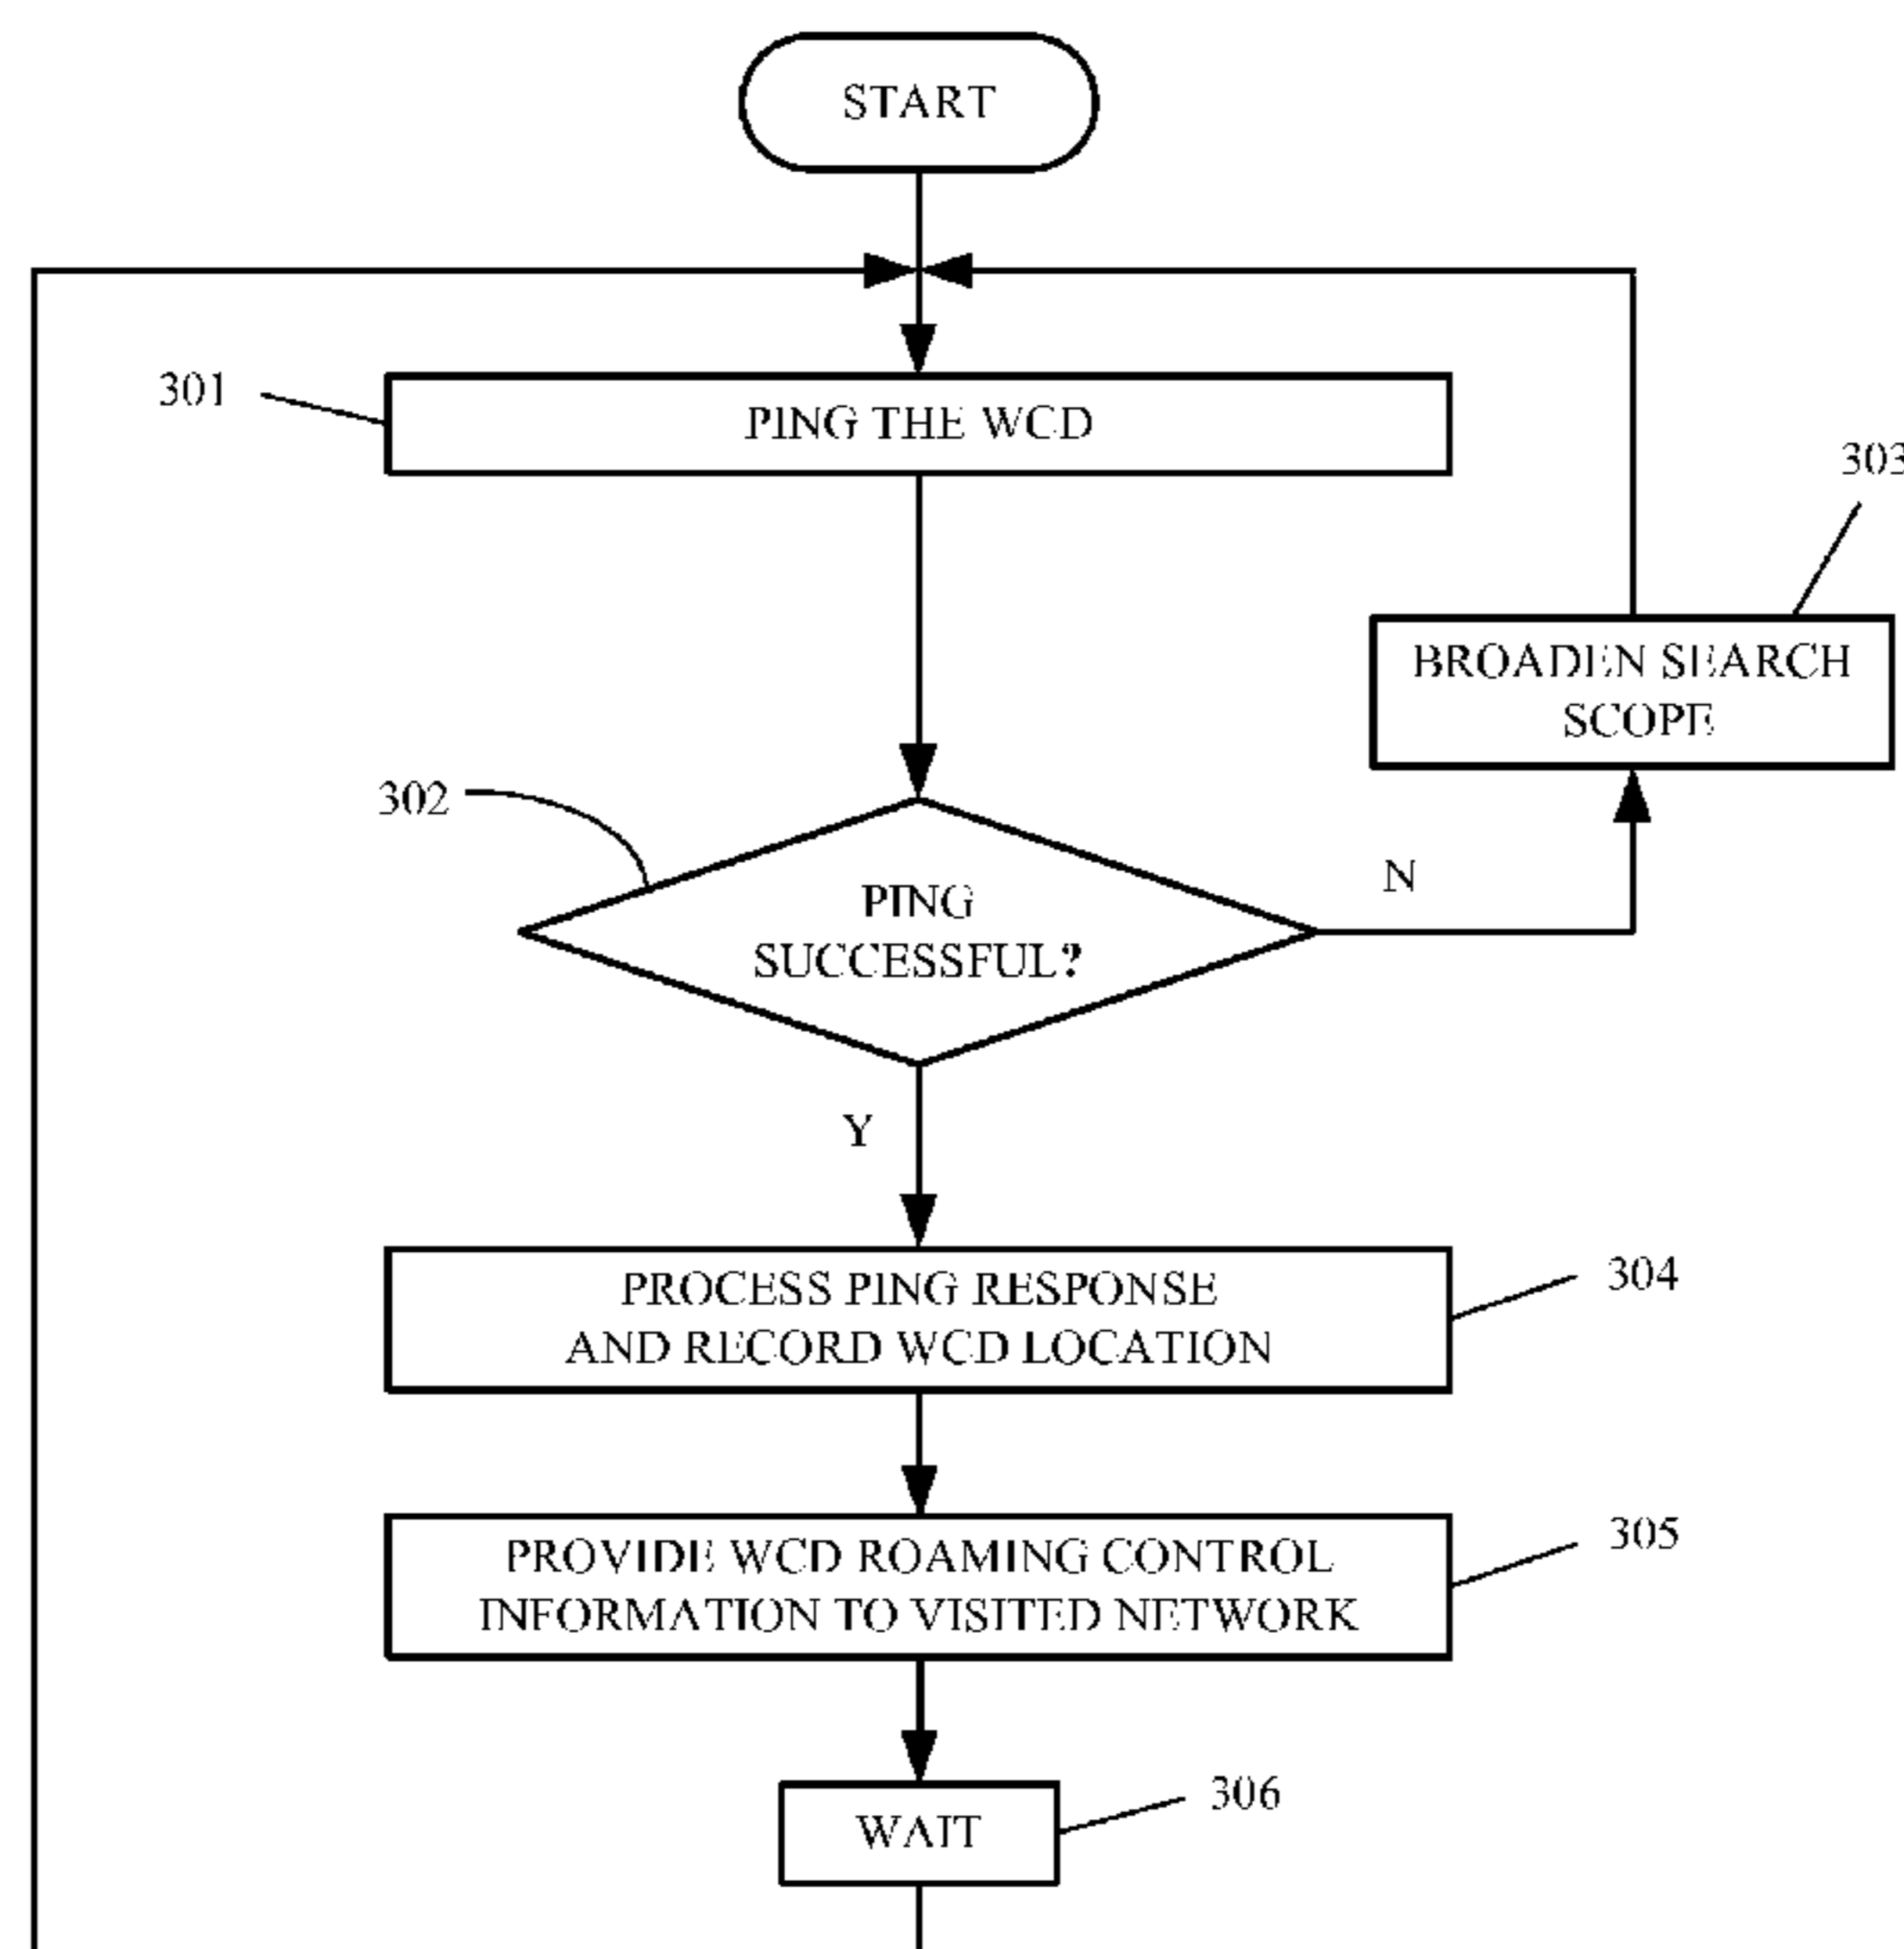 START
301
PING THE WCD
303
BROADEN SEARCH
SCOPE
302
PING
SUCCESSFUL?
N
Y
PROCESS PING RESPONSE
AND RECORD WCD LOCATION
304
PROVIDE WCD ROAMING CONTROL
INFORMATION TO VISITED NETWORK
305
WAIT
306